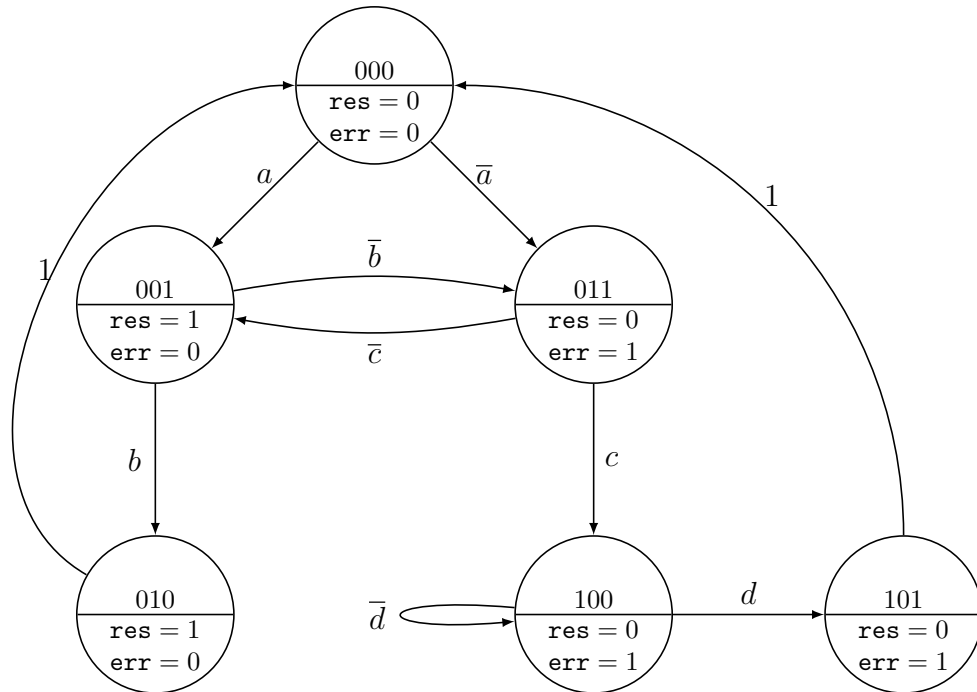 000
res = 0
err = 0
a
a̅
1
1
b̅
001
res = 1
err = 0
011
res = 0
err = 1
c̅
b
c
010
res = 1
err = 0
d̅
100
res = 0
err = 1
d
101
res = 0
err = 1